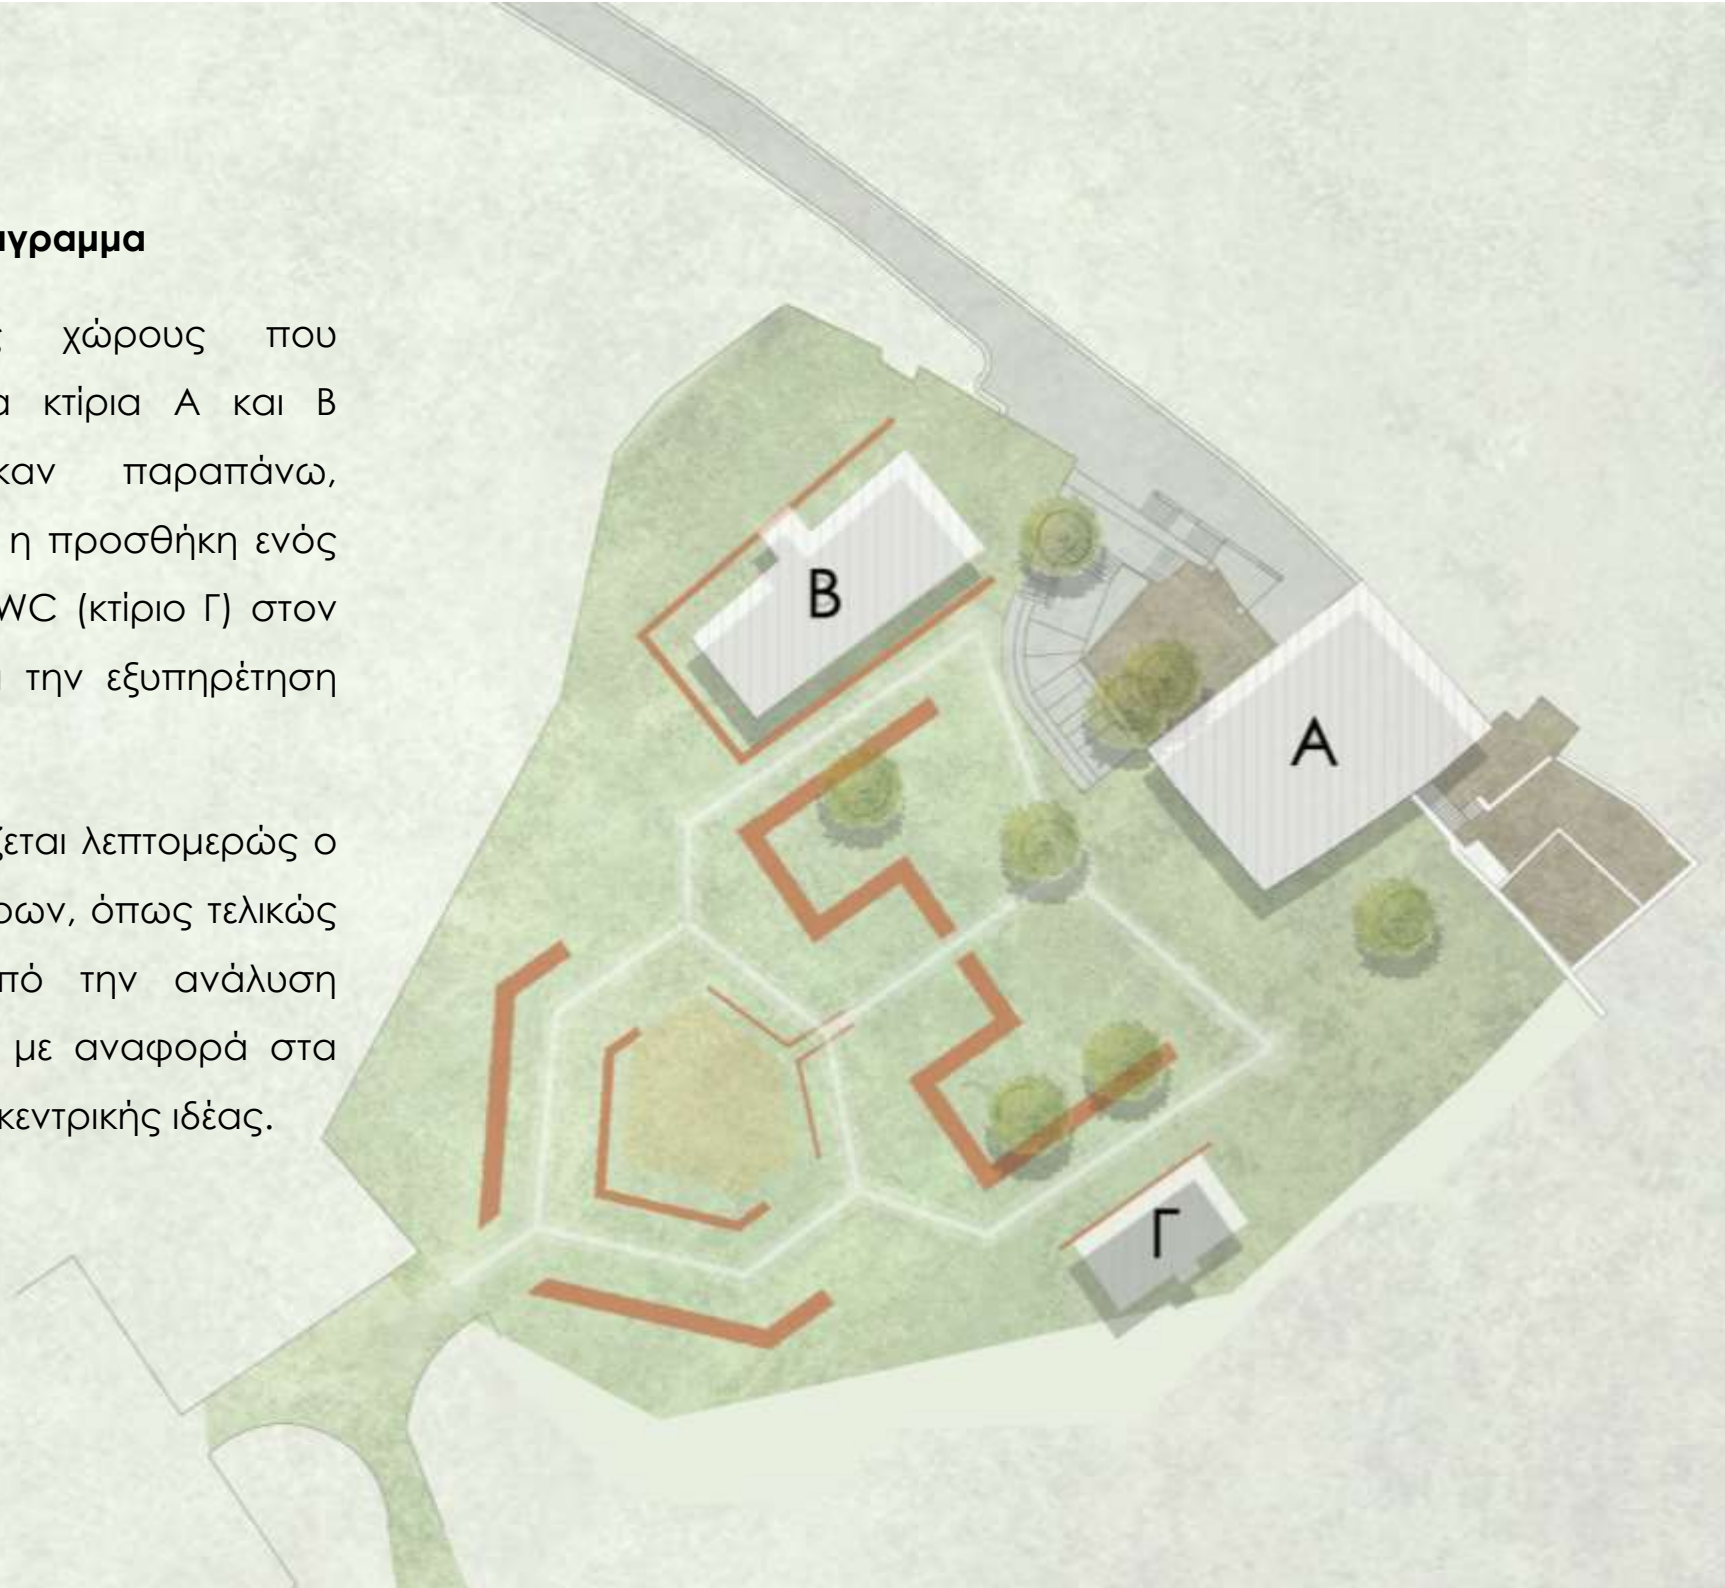 γραμμα
χώρους που
κτίρια Α και Β
καν παραπάνω,
η προσθήκη ενός
WC (κτίριο Γ) στον
την εξυπηρέτηση
ζεται λεπτομερώς ο
ρων, όπως τελικώς
πό την ανάλυση
με αναφορά στα
κεντρικής ιδέας.
Β
Α
Γ